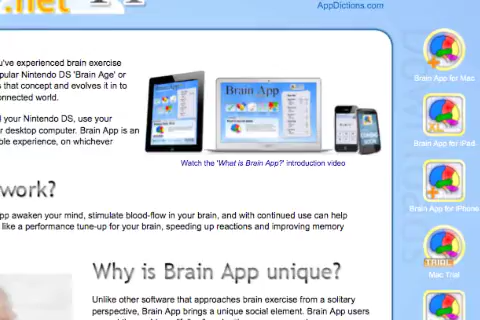 .net
AppDictions.com
u've experienced brain exercise
pular Nintendo DS 'Brain Age' or
s that concept and evolves it in to
onnected world.
l your Nintendo DS, use your
r desktop computer. Brain App is an
ble experience, on whichever
Brain App
Watch the 'What is Brain App?' introduction video
Brain App for Mac
Brain App for iPad
Brain App for iPhone
TRIAL
Mac Trial
work?
pp awaken your mind, stimulate blood-flow in your brain, and with continued use can help
like a performance tune-up for your brain, speeding up reactions and improving memory
Why is Brain App unique?
Unlike other software that approaches brain exercise from a solitary
perspective, Brain App brings a unique social element. Brain App users